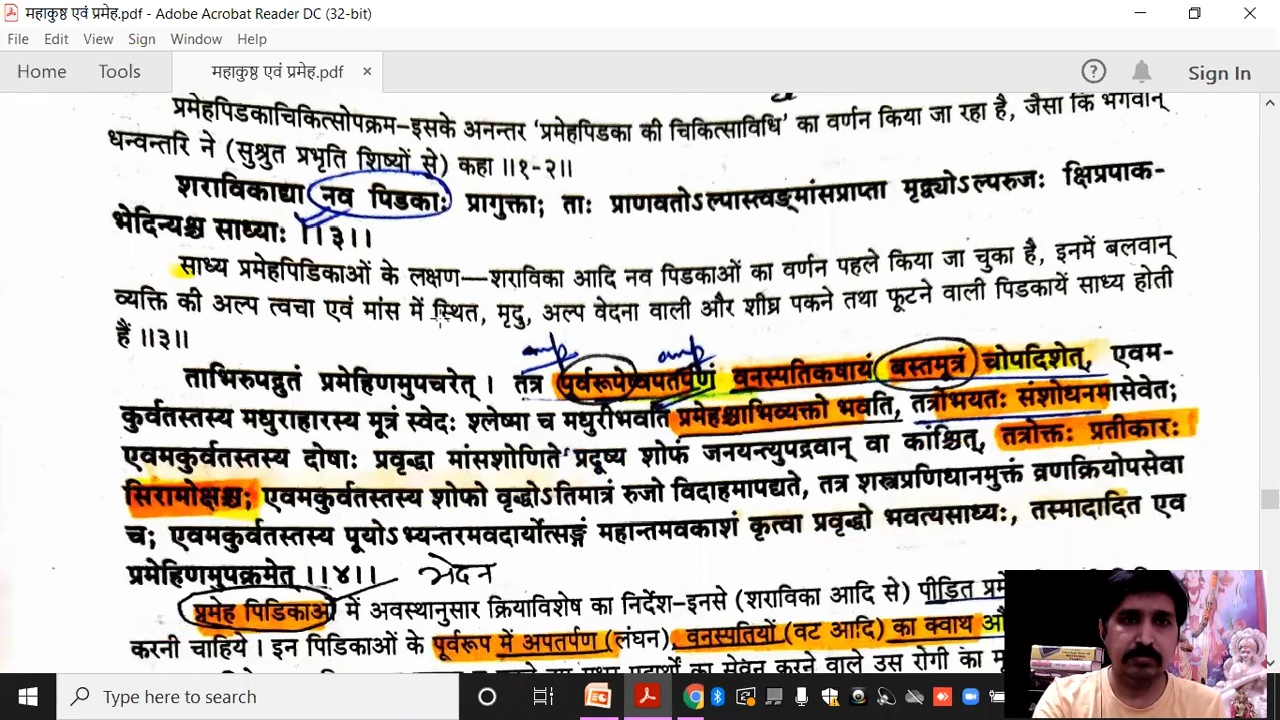 महाकुष्ठ एवं प्रमेह.pdf - Adobe Acrobat Reader DC (32-bit)
File Edit View Sign Window Help
Home Tools महाकुष्ठ एवं प्रमेह.pdf × Sign In
प्रमेहपिडकाचिकित्सोपक्रम-इसके अनन्तर ‘प्रमेहपिडका की चिकित्साविधि’ का वर्णन किया जा रहा है, जैसा कि भगवान्
धन्वन्तरि ने (सुश्रुत प्रभृति शिष्यों से) कहा ॥१-२॥
शराविकाद्या नव पिडकाः प्रागुक्ताः; ताः प्राणवतोऽल्पास्त्वङ्मांसप्राप्ता मृद्व्योऽल्परुजः क्षिप्रपाक-
भेदिन्यश्च साध्याः ॥३॥
साध्य प्रमेहपिडिकाओं के लक्षण—शराविका आदि नव पिडकाओं का वर्णन पहले किया जा चुका है, इनमें बलवान्
व्यक्ति की अल्प त्वचा एवं मांस में स्थित, मृदु, अल्प वेदना वाली और शीघ्र पकने तथा फूटने वाली पिडकायें साध्य होती
हैं ॥३॥
ताभिरुपद्रुतं प्रमेहिणमुपचरेत् । तत्र पूर्वरूपेष्वपतर्पणं वनस्पतिकषायं बस्तमूत्रं चोपदिशेत्, एवम-
कुर्वतस्तस्य मधुराहारस्य मूत्रं स्वेदः श्लेष्मा च मधुरीभवति प्रमेहश्चाभिव्यक्तो भवति, तत्रोभयतः संशोधनमासेवेत;
एवमकुर्वतस्तस्य दोषाः प्रवृद्धा मांसशोणिते प्रदूष्य शोफं जनयन्त्युपद्रवान् वा कांश्चित्, तत्रोक्तः प्रतीकारः
सिरामोक्षश्च; एवमकुर्वतस्तस्य शोफो वृद्धोऽतिमात्रं रुजो विदाहमापद्यते, तत्र शस्त्रप्रणिधानमुक्तं व्रणक्रियोपसेवा
च; एवमकुर्वतस्तस्य पूयोऽभ्यन्तरमवदार्योत्सङ्गं महान्तमवकाशं कृत्वा प्रवृद्धो भवत्यसाध्यः, तस्मादादित एव
प्रमेहिणमुपक्रमेत् ॥४॥ भेदन
प्रमेह पिडिकाओं में अवस्थानुसार क्रियाविशेष का निर्देश-इनसे (शराविका आदि से) पीडित
करनी चाहिये । इन पिडिकाओं के पूर्वरूप में अपतर्पण (लंघन), वनस्पतियों (वट आदि) का क्वाथ
का सेवन करने वाले उस रोगी का
Type here to search